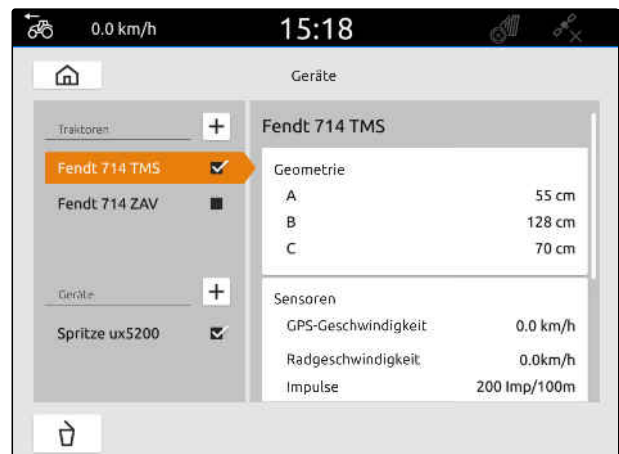 0.0 km/h
15:18
Geräte
Traktoren
Fendt 714 TMS
Fendt 714 ZAV
Geräte
Spritze ux5200
Fendt 714 TMS
Geometrie
A 55 cm
B 128 cm
C 70 cm
Sensoren
GPS-Geschwindigkeit 0.0 km/h
Radgeschwindigkeit 0.0km/h
Impulse 200 Imp/100m